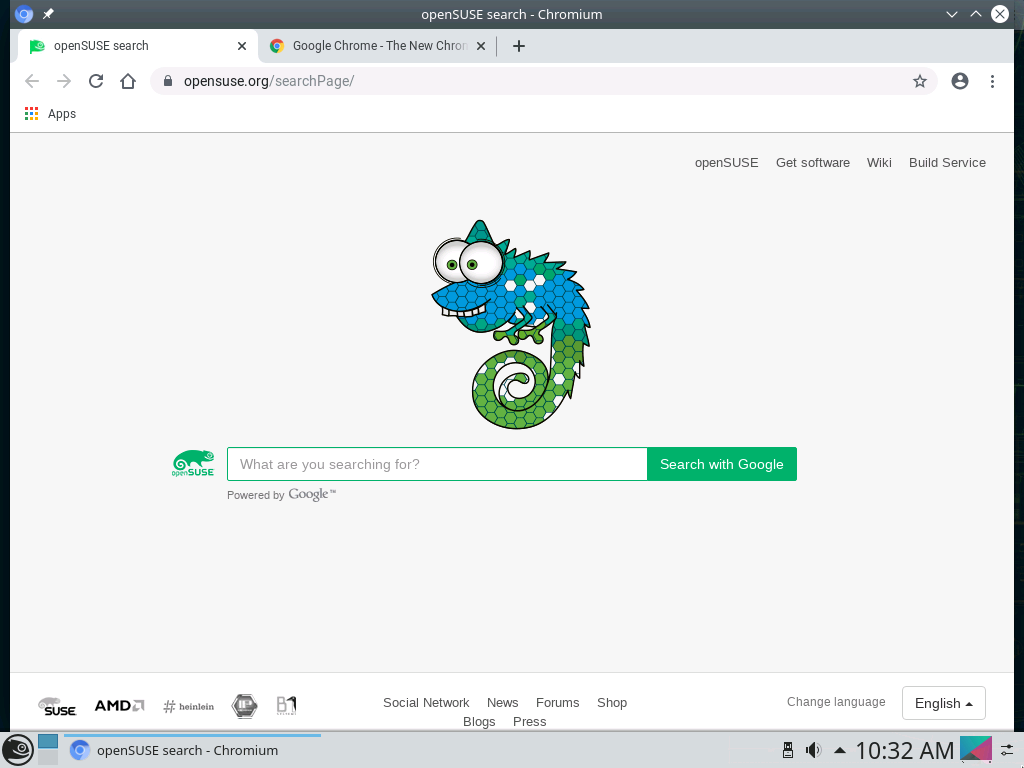 openSUSE search - Chromium
openSUSE search
Google Chrome - The New Chron
opensuse.org/searchPage/
Apps
openSUSE Get software Wiki Build Service
openSUSE
What are you searching for?
Search with Google
Powered by Google™
SUSE
AMD
# heinlein
B1
Social Network News Forums Shop
Blogs Press
Change language
English
openSUSE search - Chromium
10:32 AM